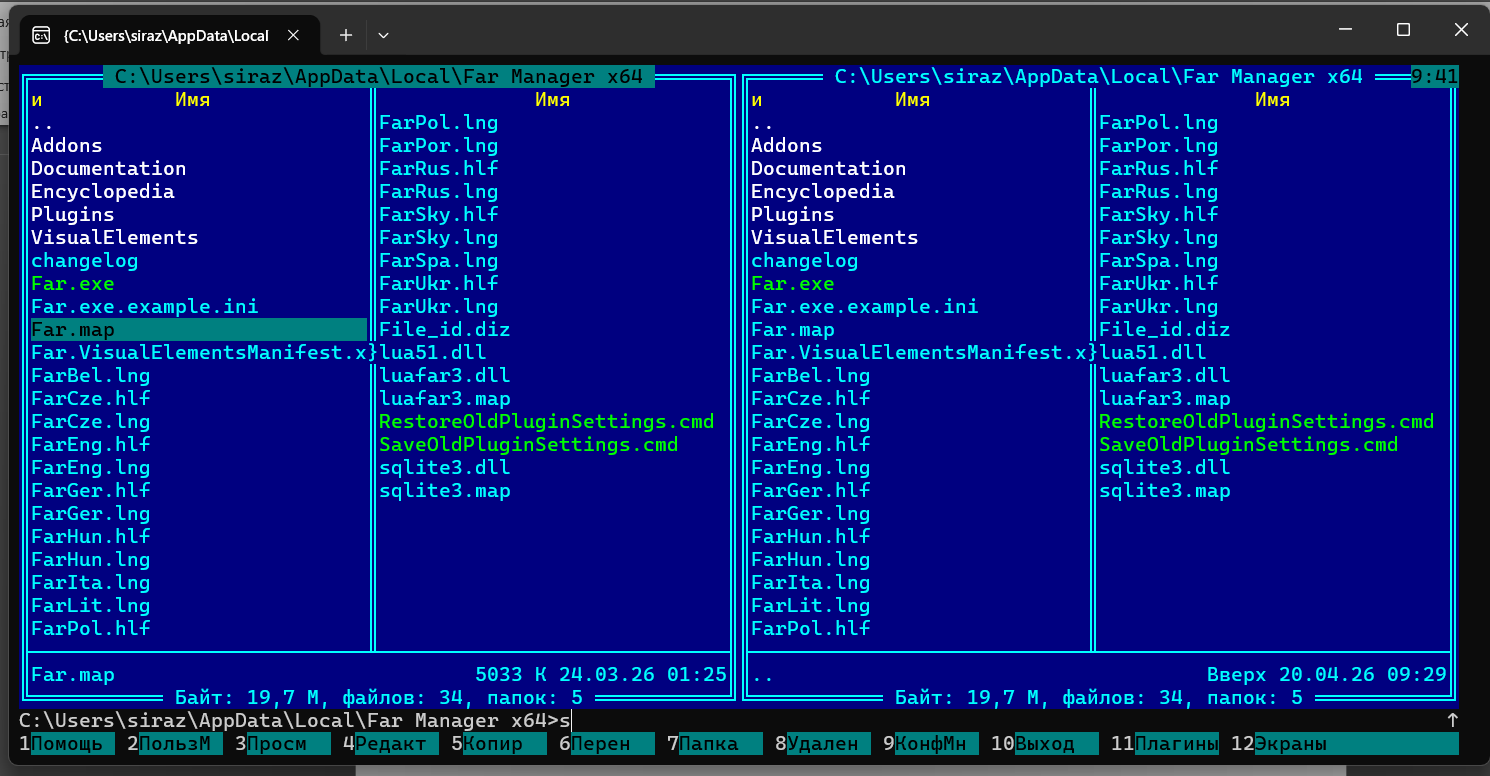 {C:\Users\siraz\AppData\Local
C:\Users\siraz\AppData\Local\Far Manager x64
и Имя Имя
..
Addons
Documentation
Encyclopedia
Plugins
VisualElements
changelog
Far.exe
Far.exe.example.ini
Far.map
Far.VisualElementsManifest.x}
FarBel.lng
FarCze.hlf
FarCze.lng
FarEng.hlf
FarEng.lng
FarGer.hlf
FarGer.lng
FarHun.hlf
FarHun.lng
FarIta.lng
FarLit.lng
FarPol.hlf
FarPol.lng
FarPor.lng
FarRus.hlf
FarRus.lng
FarSky.hlf
FarSky.lng
FarSpa.lng
FarUkr.hlf
FarUkr.lng
File_id.diz
lua51.dll
luafar3.dll
luafar3.map
RestoreOldPluginSettings.cmd
SaveOldPluginSettings.cmd
sqlite3.dll
sqlite3.map
Far.map 5033 К 24.03.26 01:25
Байт: 19,7 М, файлов: 34, папок: 5
C:\Users\siraz\AppData\Local\Far Manager x64 9:41
и Имя Имя
..
Addons
Documentation
Encyclopedia
Plugins
VisualElements
changelog
Far.exe
Far.exe.example.ini
Far.map
Far.VisualElementsManifest.x}
FarBel.lng
FarCze.hlf
FarCze.lng
FarEng.hlf
FarEng.lng
FarGer.hlf
FarGer.lng
FarHun.hlf
FarHun.lng
FarIta.lng
FarLit.lng
FarPol.hlf
FarPol.lng
FarPor.lng
FarRus.hlf
FarRus.lng
FarSky.hlf
FarSky.lng
FarSpa.lng
FarUkr.hlf
FarUkr.lng
File_id.diz
lua51.dll
luafar3.dll
luafar3.map
RestoreOldPluginSettings.cmd
SaveOldPluginSettings.cmd
sqlite3.dll
sqlite3.map
.. Вверх 20.04.26 09:29
Байт: 19,7 М, файлов: 34, папок: 5
C:\Users\siraz\AppData\Local\Far Manager x64>s ↑
1Помощь 2ПользМ 3Просм 4Редакт 5Копир 6Перен 7Папка 8Удален 9КонфМн 10Выход 11Плагины 12Экраны